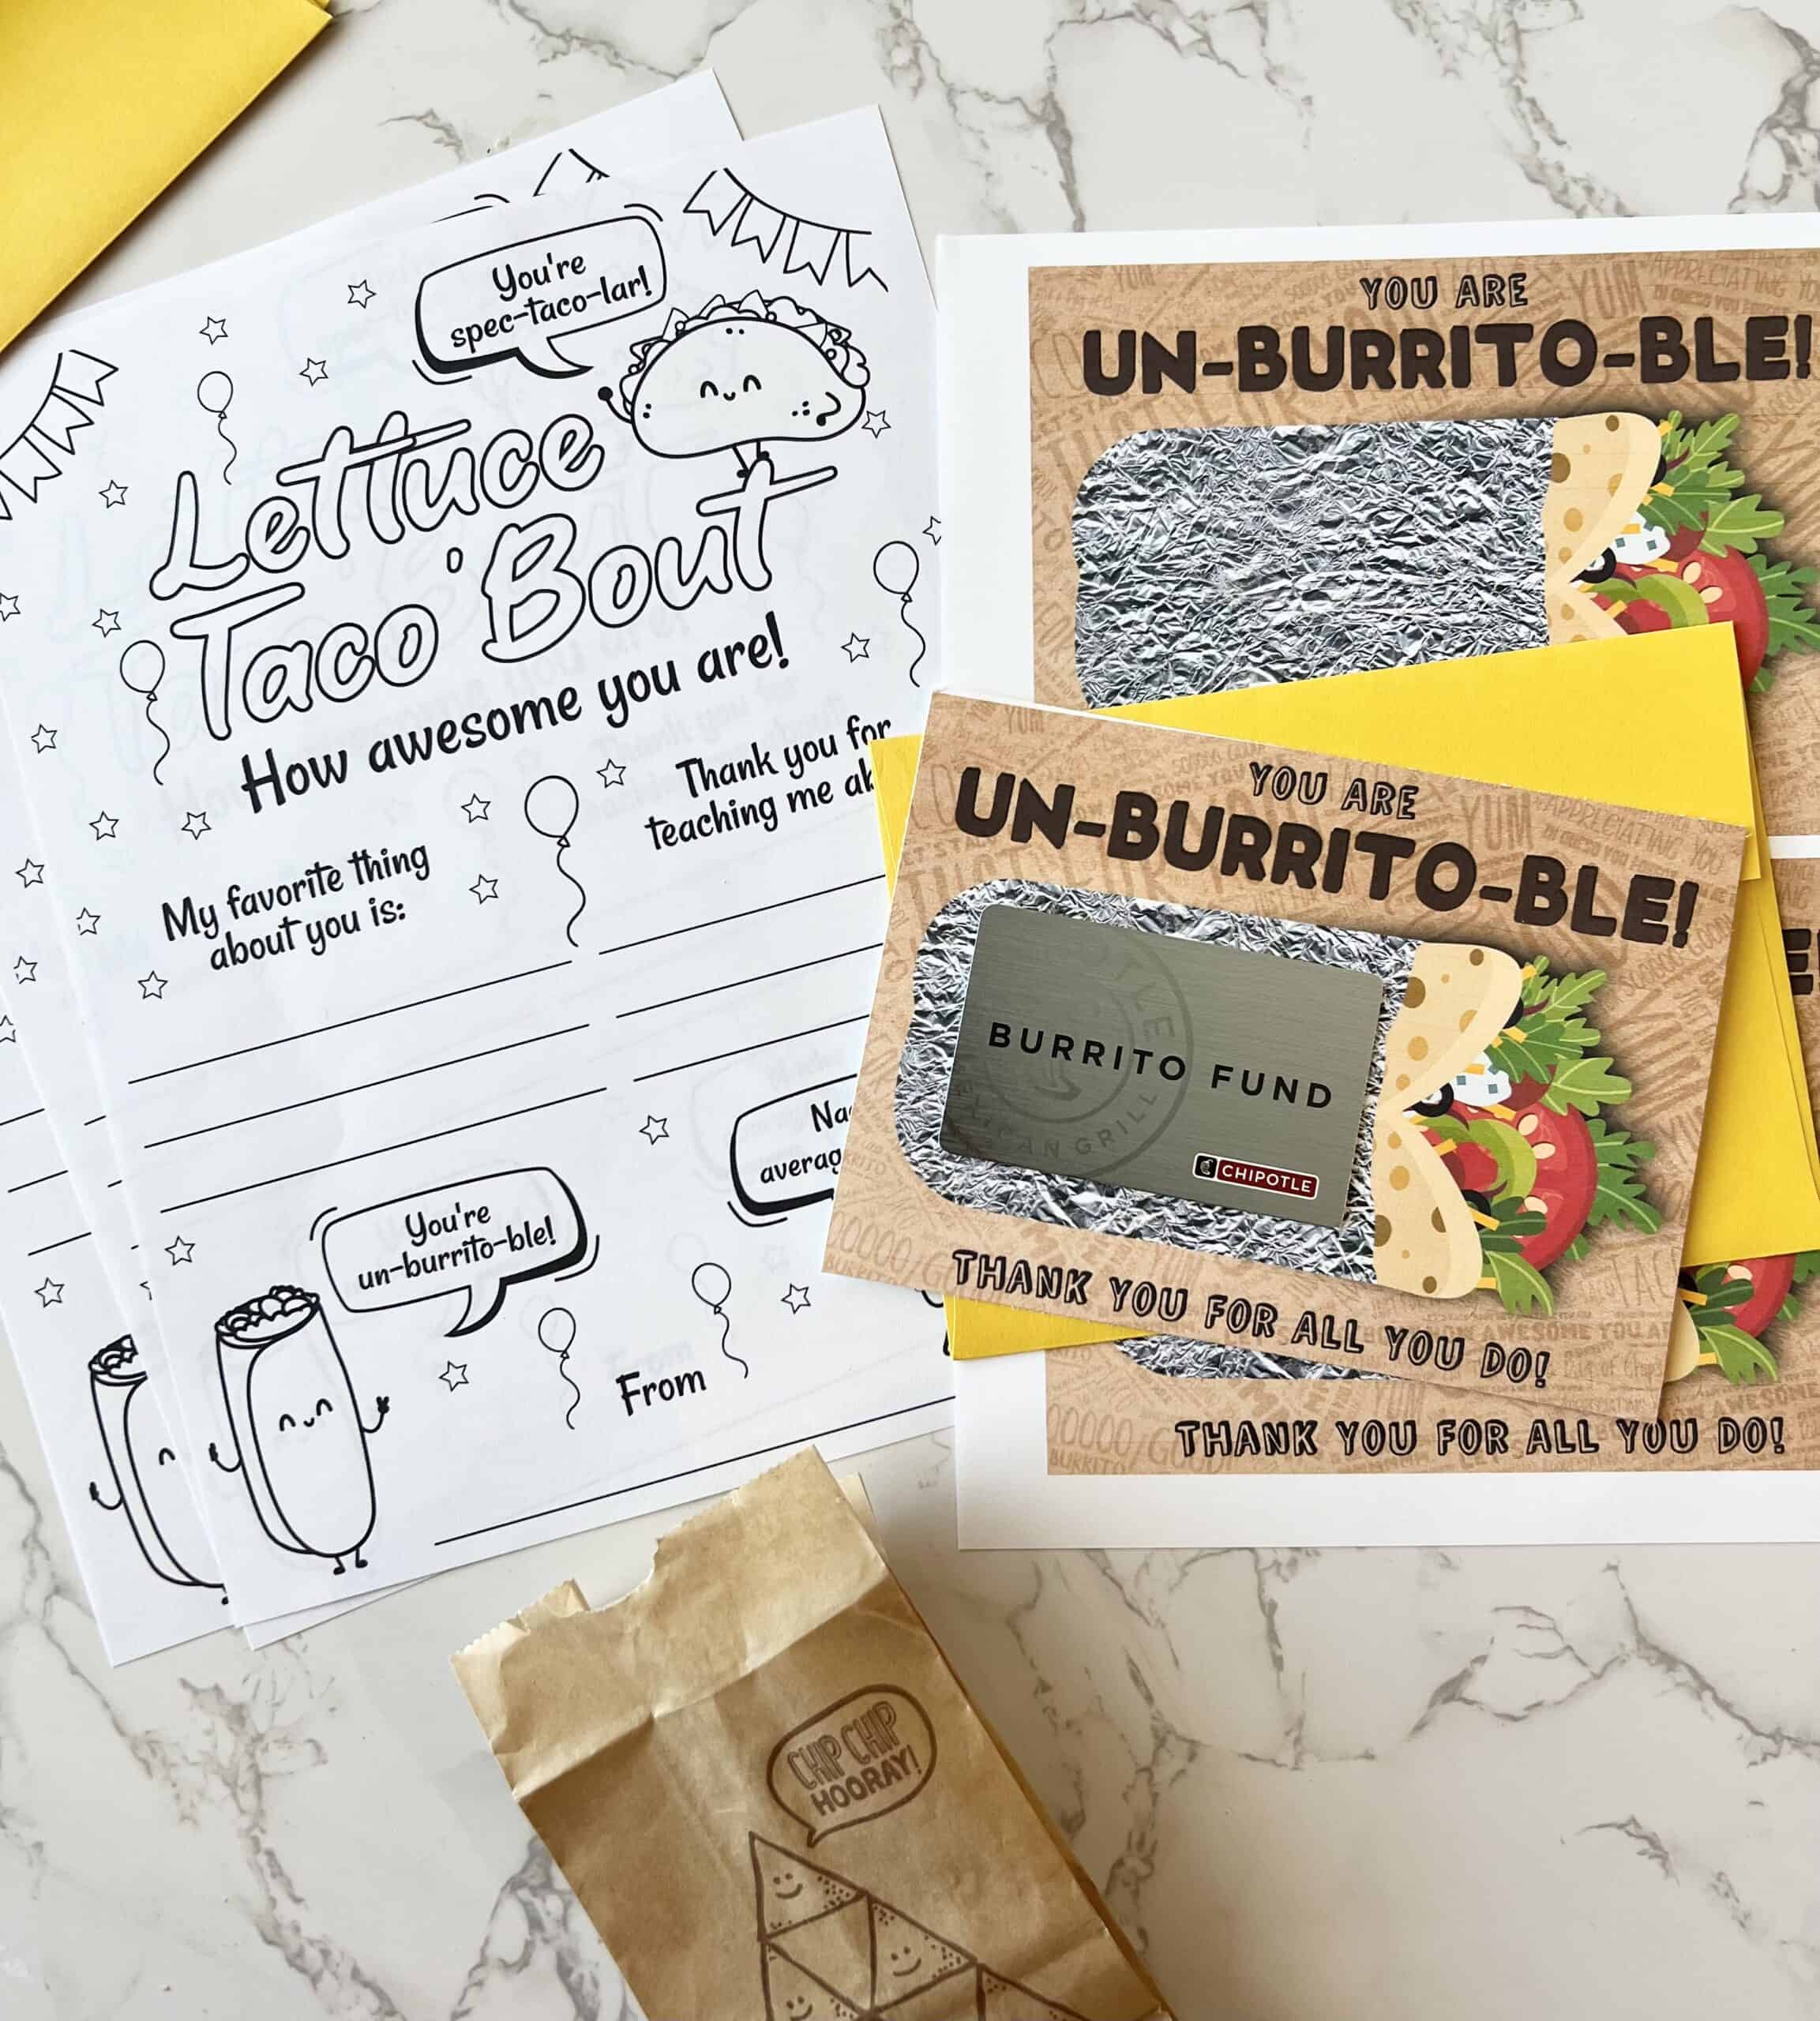 You're
spec-taco-lar!
Lettuce
Taco 'Bout
How awesome you are!
My favorite thing
about you is:
Thank you for
teaching me
You're
un-burrito-ble!
From
YOU ARE
UN-BURRITO-BLE!
YOU ARE
UN-BURRITO-BLE!
BURRITO FUND
CHIPOTLE
THANK YOU FOR ALL YOU DO!
THANK YOU FOR ALL YOU DO!
CHIP CHIP
HOORAY!